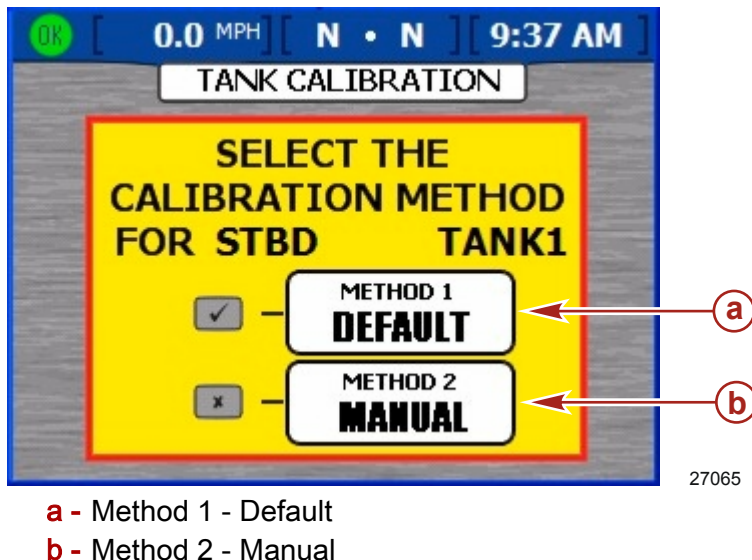 OK [ 0.0 MPH ] [ N • N ] [ 9:37 AM ]
TANK CALIBRATION
SELECT THE
CALIBRATION METHOD
FOR STBD TANK1
METHOD 1
DEFAULT
a
METHOD 2
MANUAL
b
27065
a - Method 1 - Default
b - Method 2 - Manual